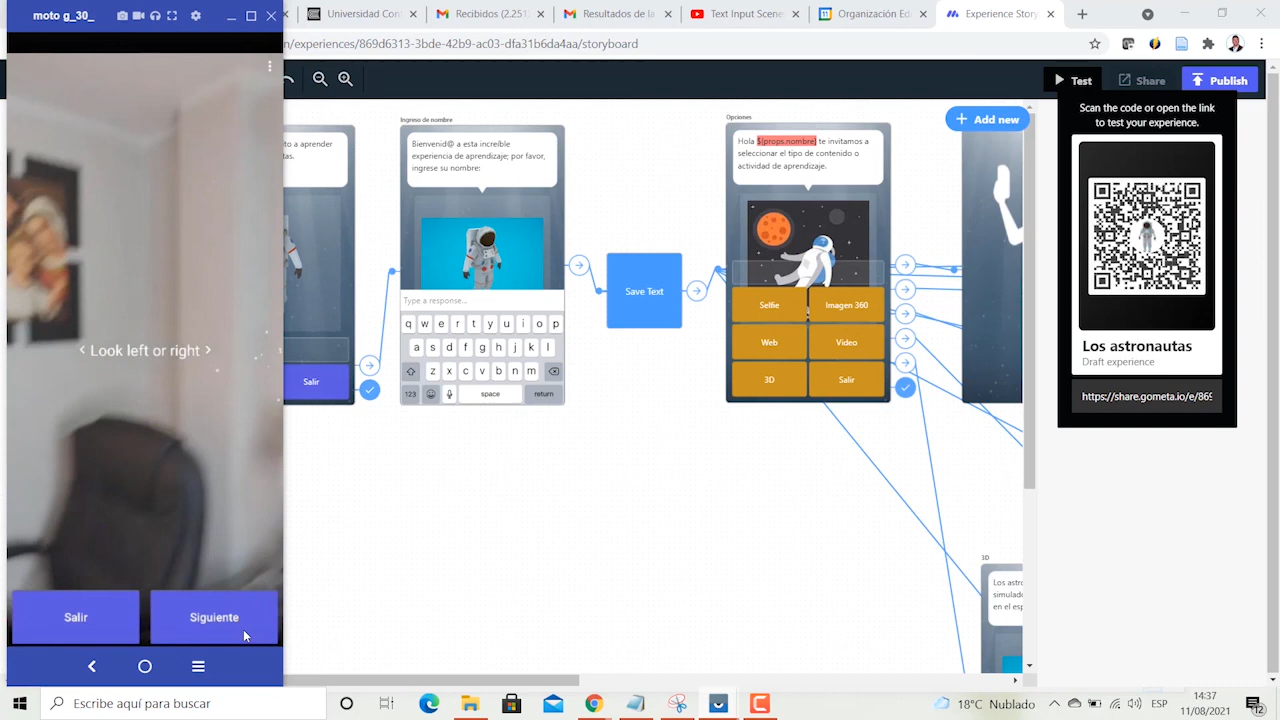 moto g_30_
Universidad Con
Recibidos (2.251
Resultados de la
Text Input Scene
Organización Ed
Experience Story
n/experiences/869d6313-3bde-42b9-ac03-dfa31b6da4aa/storyboard
Test
Share
Publish
Add new
Scan the code or open the link
to test your experience.
Los astronautas
Draft experience
https://share.gometa.io/e/869
to a aprender
tas.
Salir
Ingreso de nombre
Bienvenid@ a esta increíble
experiencia de aprendizaje; por favor,
ingrese su nombre:
Type a response...
q w e r t y u i o p
a s d f g h j k l
z x c v b n m
123 space return
Save Text
Opciones
Hola ${props.nombre} te invitamos a
seleccionar el tipo de contenido o
actividad de aprendizaje.
Selfie Imagen 360
Web Video
3D Salir
3D
Los astro
simulado
en el esp
Look left or right
Salir Siguiente
Escribe aquí para buscar
18°C Nublado
ESP
14:37
11/08/2021
12